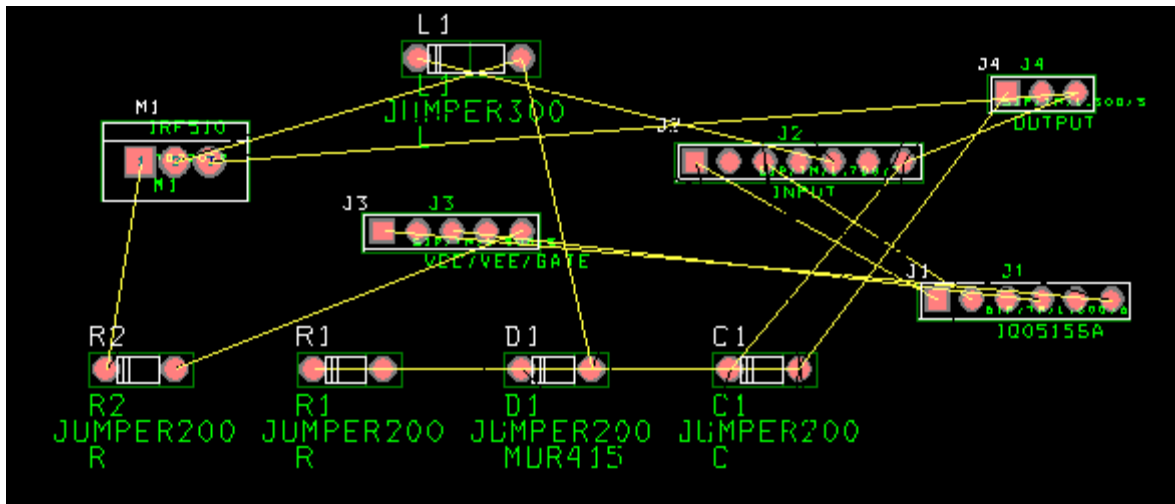 L1
L1
JUMPER300
L
J4 J4
OUTPUT
M1
IRF510
M1
J2
J2
INPUT
J3
J3
VCC/VEE/GATE
J1
J1
IQ0515SA
R2
R1
D1
C1
R2
R1
D1
C1
JUMPER200
JUMPER200
JUMPER200
JUMPER200
R
R
MUR415
C